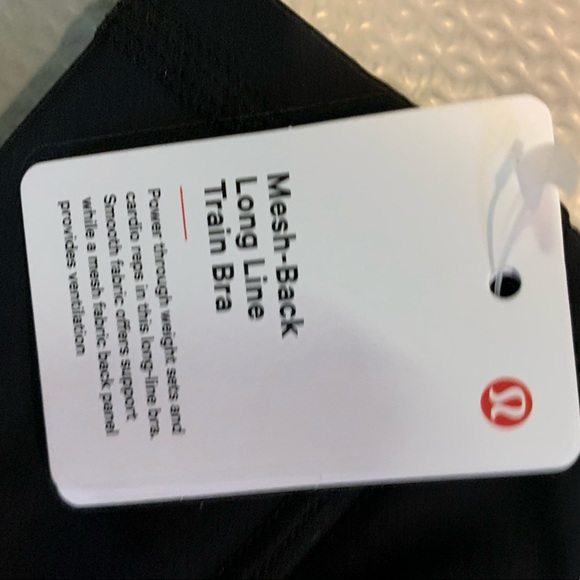 Mesh-Back
Long Line
Train Bra
Power through weight sets and
cardio reps in this long-line bra.
Smooth fabric offers support
while a mesh fabric back panel
provides ventilation